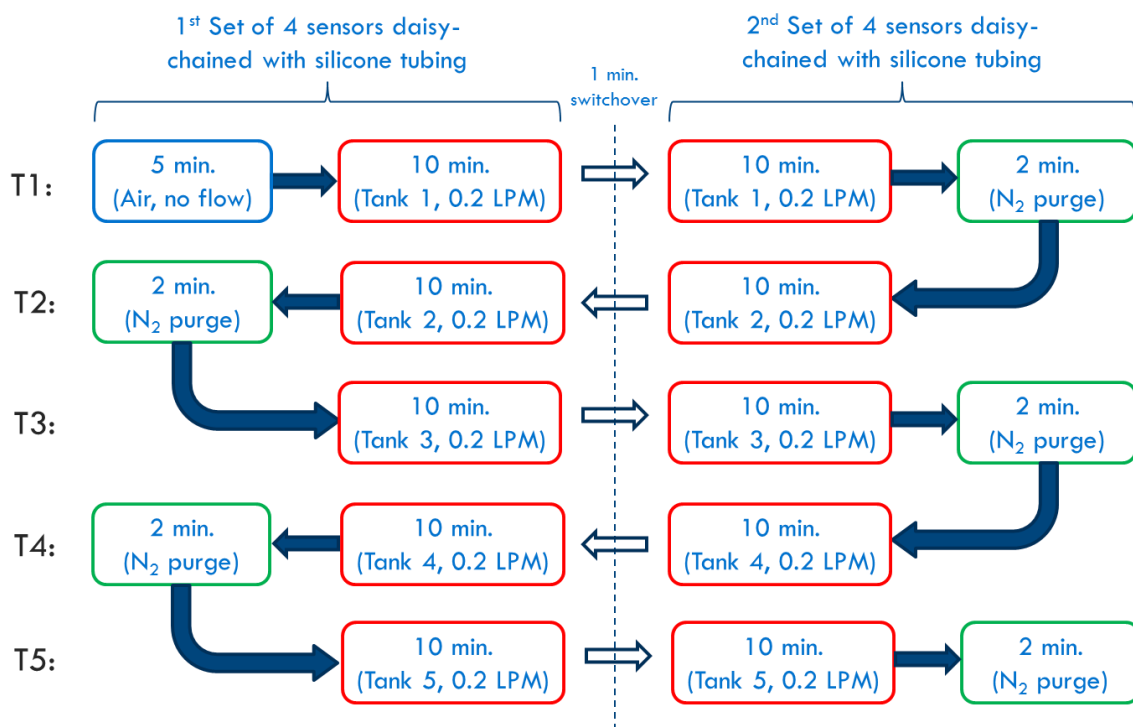 1st Set of 4 sensors daisy-
chained with silicone tubing
1 min.
switchover
2nd Set of 4 sensors daisy-
chained with silicone tubing
T1:
5 min.
(Air, no flow)
10 min.
(Tank 1, 0.2 LPM)
10 min.
(Tank 1, 0.2 LPM)
2 min.
(N2 purge)
T2:
2 min.
(N2 purge)
10 min.
(Tank 2, 0.2 LPM)
10 min.
(Tank 2, 0.2 LPM)
T3:
10 min.
(Tank 3, 0.2 LPM)
10 min.
(Tank 3, 0.2 LPM)
2 min.
(N2 purge)
T4:
2 min.
(N2 purge)
10 min.
(Tank 4, 0.2 LPM)
10 min.
(Tank 4, 0.2 LPM)
T5:
10 min.
(Tank 5, 0.2 LPM)
10 min.
(Tank 5, 0.2 LPM)
2 min.
(N2 purge)